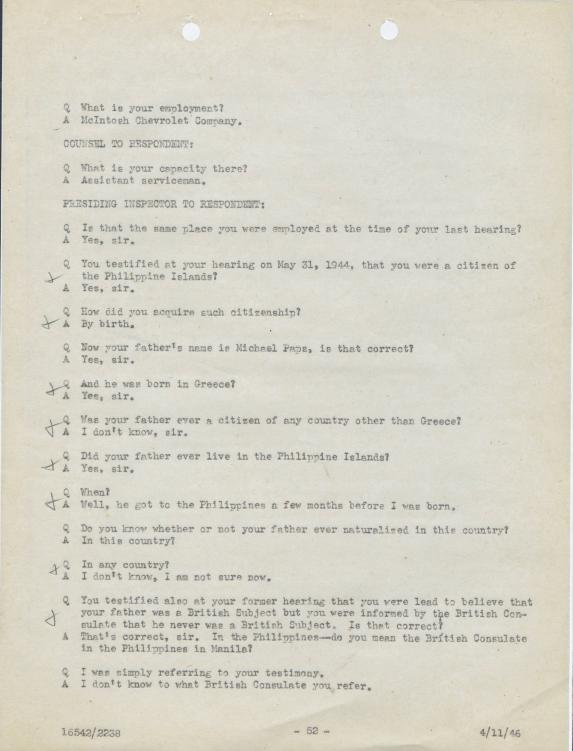 Q What is your employment?
A McIntosh Chevrolet Company.
COUNSEL TO RESPONDENT:
Q What is your capacity there?
A Assistant serviceman.
PRESIDING INSPECTOR TO RESPONDENT:
Q Is that the same place you were employed at the time of your last hearing?
A Yes, sir.
Q You testified at your hearing on May 31, 1944, that you were a citizen of
the Philippine Islands?
A Yes, sir.
Q How did you acquire such citizenship?
A By birth.
Q Now your father's name is Michael Paps, is that correct?
A Yes, sir.
Q And he was born in Greece?
A Yes, sir.
Q Was your father ever a citizen of any country other than Greece?
A I don't know, sir.
Q Did your father ever live in the Philippine Islands?
A Yes, sir.
Q When?
A Well, he got to the Philippines a few months before I was born.
Q Do you know whether or not your father ever naturalized in this country?
A In this country?
Q In any country?
A I don't know, I am not sure now.
Q You testified also at your former hearing that you were lead to believe that
your father was a British Subject but you were informed by the British Con-
sulate that he never was a British Subject. Is that correct?
A That's correct, sir. In the Philippines—do you mean the British Consulate
in the Philippines in Manila?
Q I was simply referring to your testimony.
A I don't know to what British Consulate you refer.
16542/2238 - 52 - 4/11/46